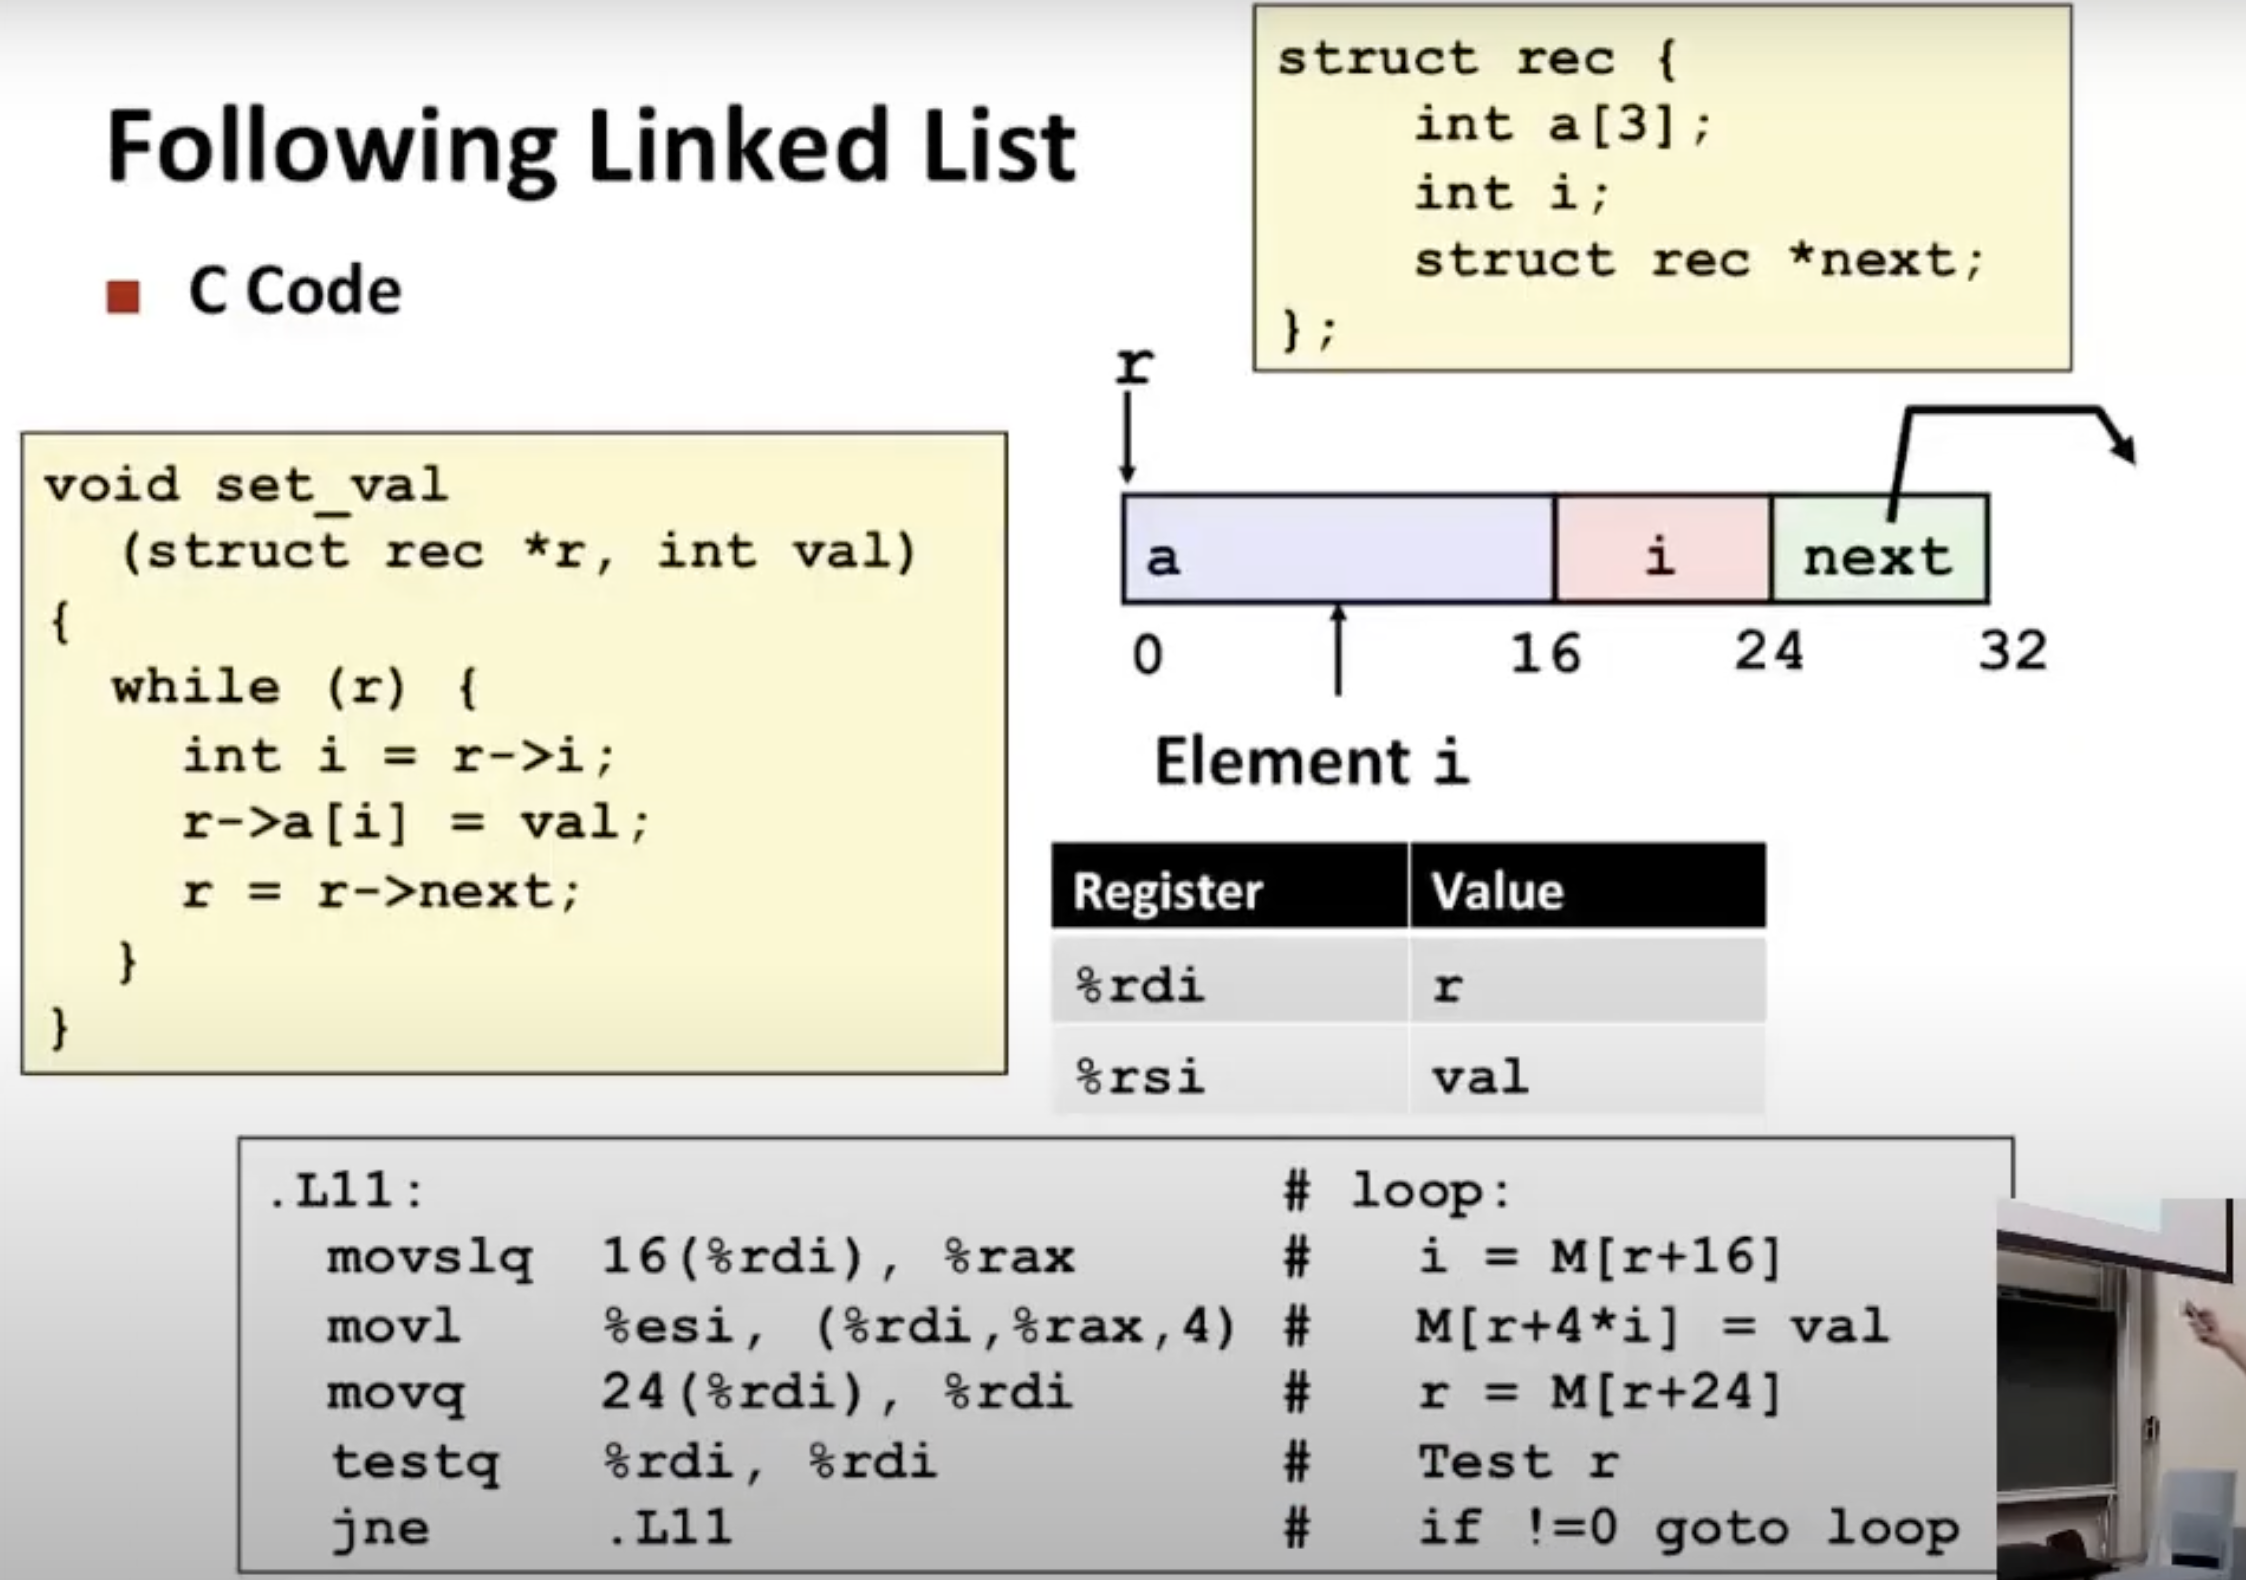 Following Linked List
C Code
struct rec {
int a[3];
int i;
struct rec *next;
};
void set_val
(struct rec *r, int val)
{
while (r) {
int i = r->i;
r->a[i] = val;
r = r->next;
}
}
r
a i next
0 16 24 32
Element i
Register Value
%rdi r
%rsi val
.L11: # loop:
movslq 16(%rdi), %rax # i = M[r+16]
movl %esi, (%rdi,%rax,4) # M[r+4*i] = val
movq 24(%rdi), %rdi # r = M[r+24]
testq %rdi, %rdi # Test r
jne .L11 # if !=0 goto loop